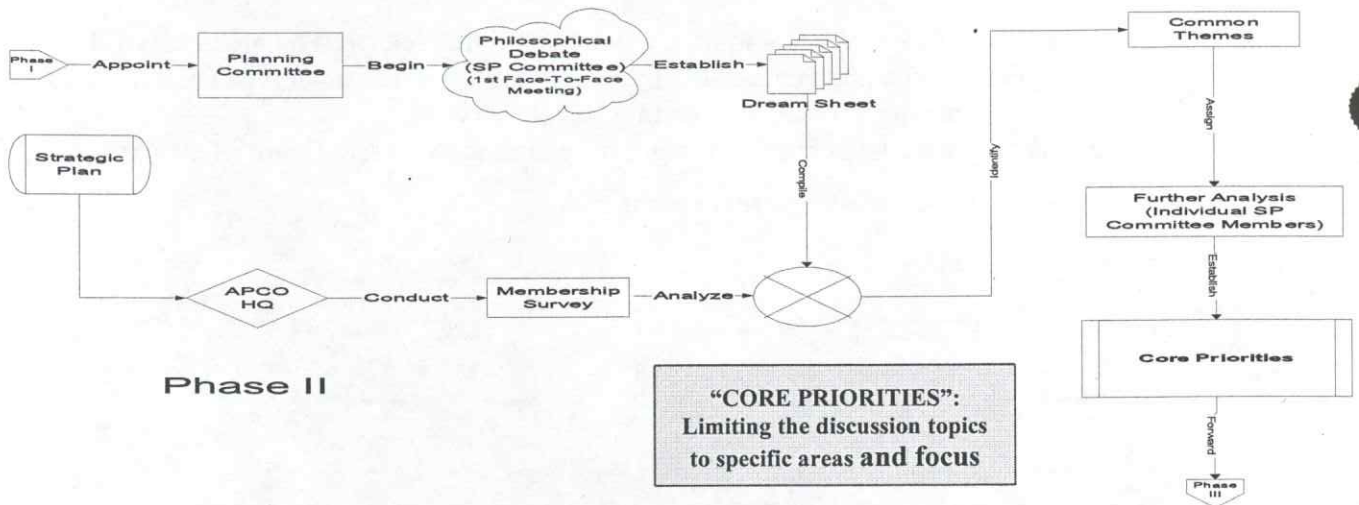 Phase
I
Appoint
Planning
Committee
Begin
Philosophical
Debate
(SP Committee)
(1st Face-To-Face
Meeting)
Establish
Dream Sheet
Compile
Strategic
Plan
APCO
HQ
Conduct
Membership
Survey
Analyze
Identify
Common
Themes
Assign
Further Analysis
(Individual SP
Committee Members)
Establish
Core Priorities
Forward
Phase
III
Phase II
“CORE PRIORITIES”:
Limiting the discussion topics
to specific areas and focus